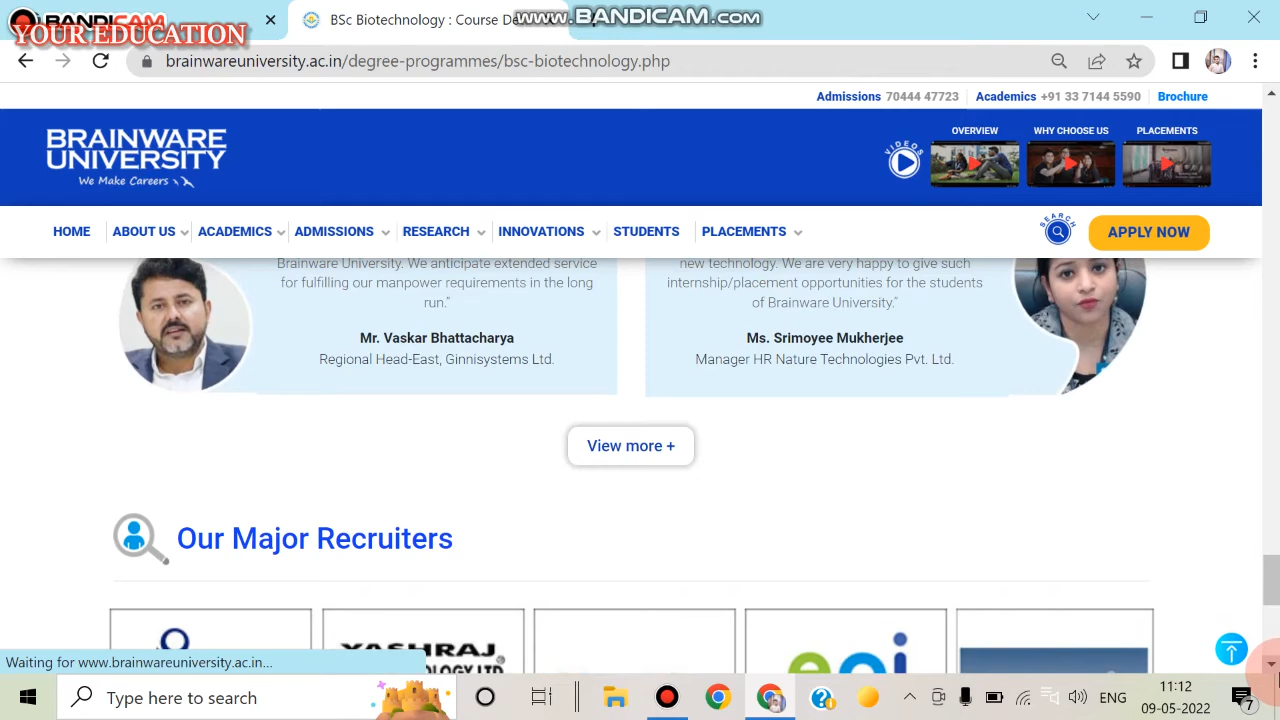 BANDICAM
YOUR EDUCATION
BSc Biotechnology : Course De
www.BANDICAM.com
brainwareuniversity.ac.in/degree-programmes/bsc-biotechnology.php
Admissions 70444 47723 Academics +91 33 7144 5590 Brochure
BRAINWARE
UNIVERSITY
We Make Careers
VIDEOS
OVERVIEW WHY CHOOSE US PLACEMENTS
HOME ABOUT US ACADEMICS ADMISSIONS RESEARCH INNOVATIONS STUDENTS PLACEMENTS
SEARCH
APPLY NOW
Brainware University. We anticipate extended service
for fulfilling our manpower requirements in the long
run."
Mr. Vaskar Bhattacharya
Regional Head-East, Ginnisystems Ltd.
new technology. We are very happy to give such
internship/placement opportunities for the students
of Brainware University."
Ms. Srimoyee Mukherjee
Manager HR Nature Technologies Pvt. Ltd.
View more +
Our Major Recruiters
YASHRAJ
Waiting for www.brainwareuniversity.ac.in...
Type here to search
ENG
11:12
09-05-2022
7